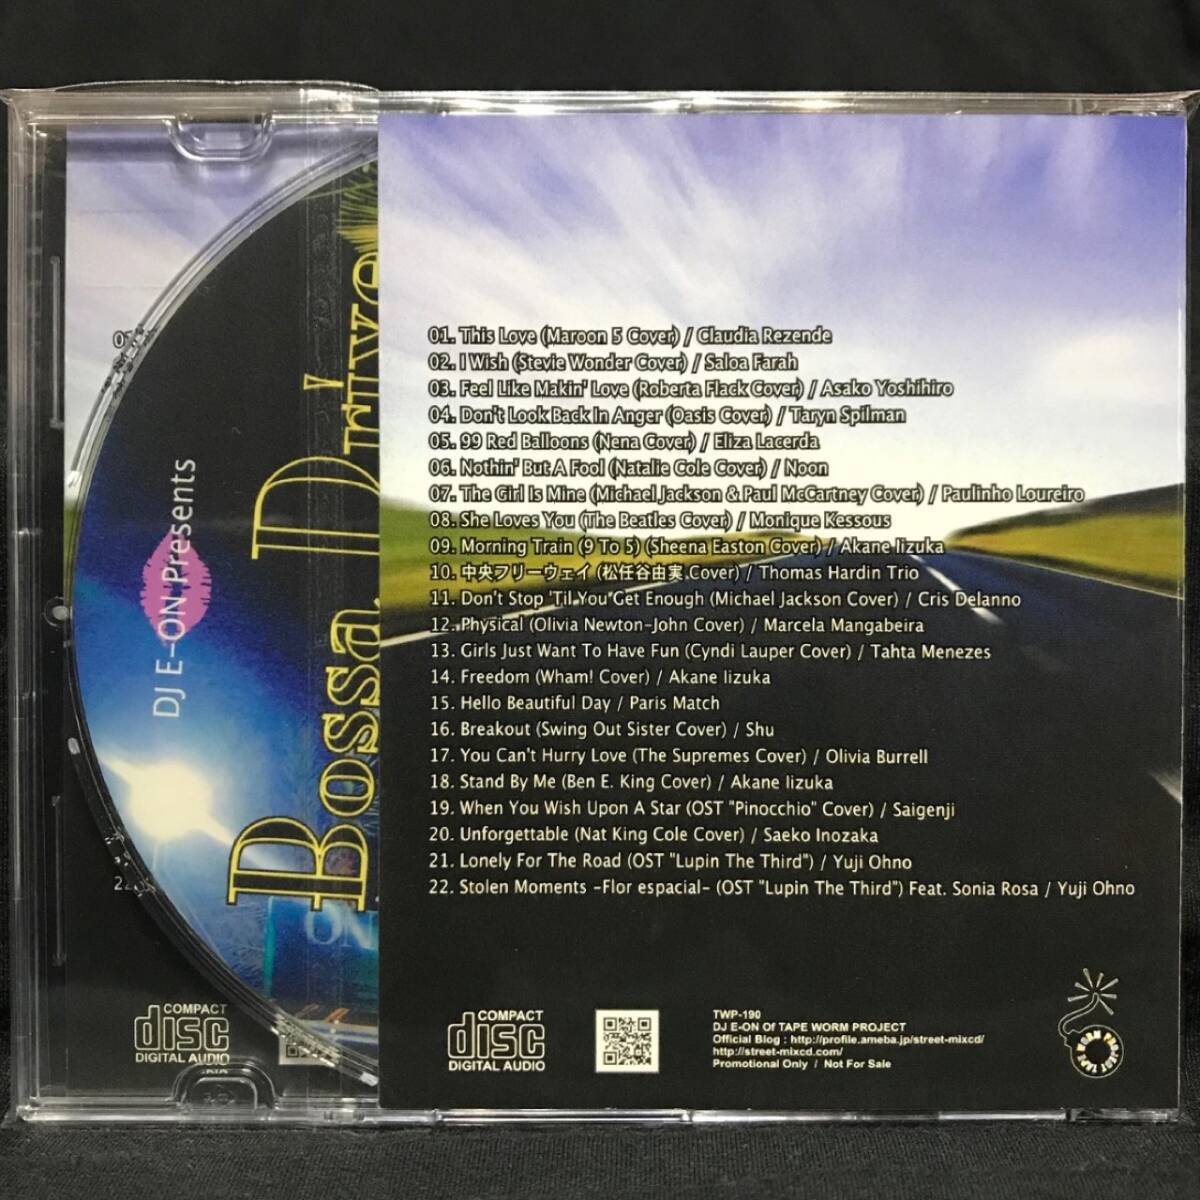 01. This Love (Maroon 5 Cover) / Claudia Rezende
02. I Wish (Stevie Wonder Cover) / Saloa Farah
03. Feel Like Makin' Love (Roberta Flack Cover) / Asako Yoshihiro
04. Don't Look Back In Anger (Oasis Cover) / Taryn Spilman
05. 99 Red Balloons (Nena Cover) / Eliza Lacerda
06. Nothin' But A Fool (Natalie Cole Cover) / Noon
07. The Girl Is Mine (Michael Jackson & Paul McCartney Cover) / Paulinho Loureiro
08. She Loves You (The Beatles Cover) / Monique Kessous
09. Morning Train (9 To 5) (Sheena Easton Cover) / Akane Iizuka
10. 中央フリーウェイ (松任谷由実 Cover) / Thomas Hardin Trio
11. Don't Stop 'Til You Get Enough (Michael Jackson Cover) / Cris Delanno
12. Physical (Olivia Newton-John Cover) / Marcela Mangabeira
13. Girls Just Want To Have Fun (Cyndi Lauper Cover) / Tahta Menezes
14. Freedom (Wham! Cover) / Akane Iizuka
15. Hello Beautiful Day / Paris Match
16. Breakout (Swing Out Sister Cover) / Shu
17. You Can't Hurry Love (The Supremes Cover) / Olivia Burrell
18. Stand By Me (Ben E. King Cover) / Akane Iizuka
19. When You Wish Upon A Star (OST "Pinocchio" Cover) / Saigenji
20. Unforgettable (Nat King Cole Cover) / Saeko Inozaka
21. Lonely For The Road (OST "Lupin The Third") / Yuji Ohno
22. Stolen Moments -Flor espacial- (OST "Lupin The Third") Feat. Sonia Rosa / Yuji Ohno
DJ E-ON Presents
Bossa Drive
ON
22
COMPACT
disc
DIGITAL AUDIO
COMPACT
disc
DIGITAL AUDIO
TWP-190
DJ E-ON Of TAPE WORM PROJECT
Official Blog : http://profile.ameba.jp/street-mixcd/
http://street-mixcd.com/
Promotional Only / Not For Sale
TAPE WORM PROJECT